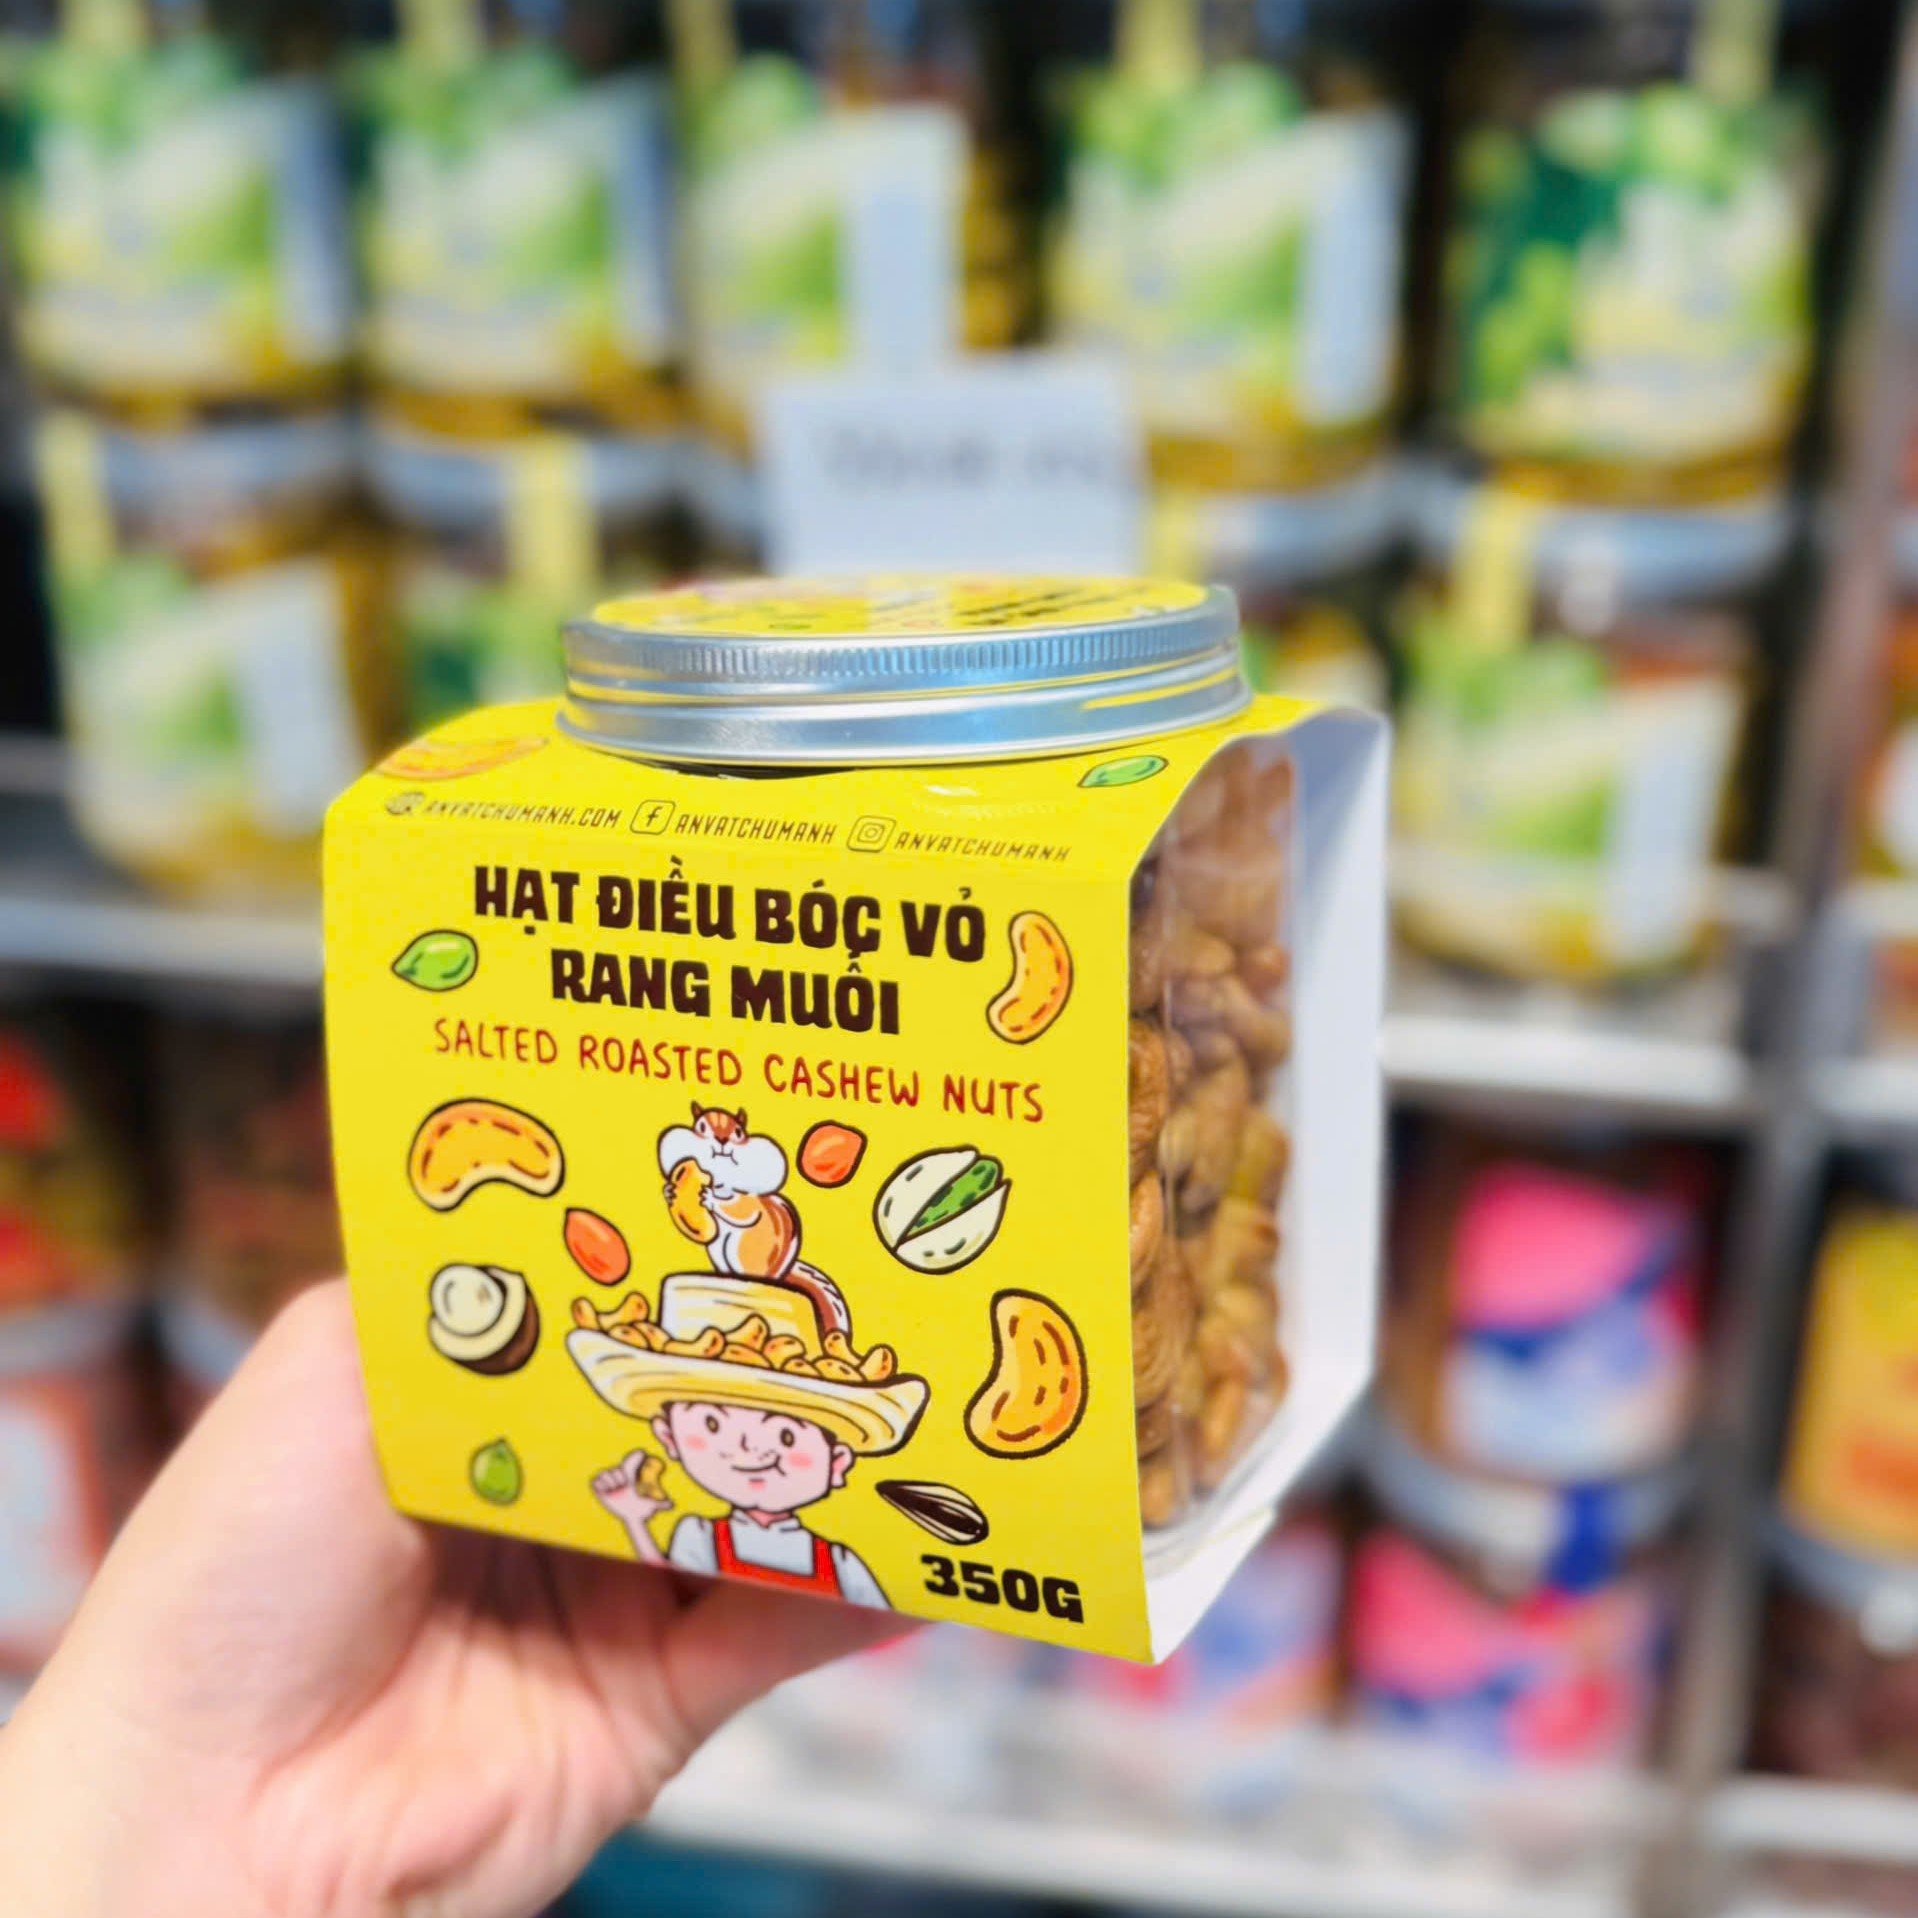 ANVATCHUMANH.COM ANVATCHUMANH ANVATCHUMANH
HẠT ĐIỀU BÓC VỎ
RANG MUỐI
SALTED ROASTED CASHEW NUTS
350G